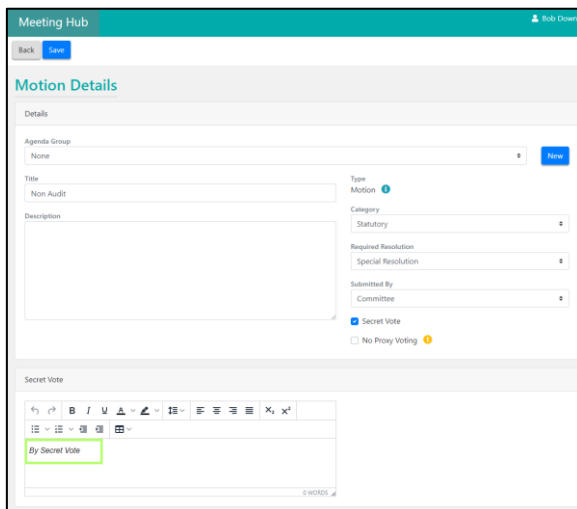 Meeting Hub
Bob Down
Back Save
Motion Details
Details
Agenda Group
None
New
Title
Non Audit
Type
Motion
Description
Category
Statutory
Required Resolution
Special Resolution
Submitted By
Committee
Secret Vote
No Proxy Voting
Secret Vote
B I U A
X₂ X²
By Secret Vote
0 WORDS